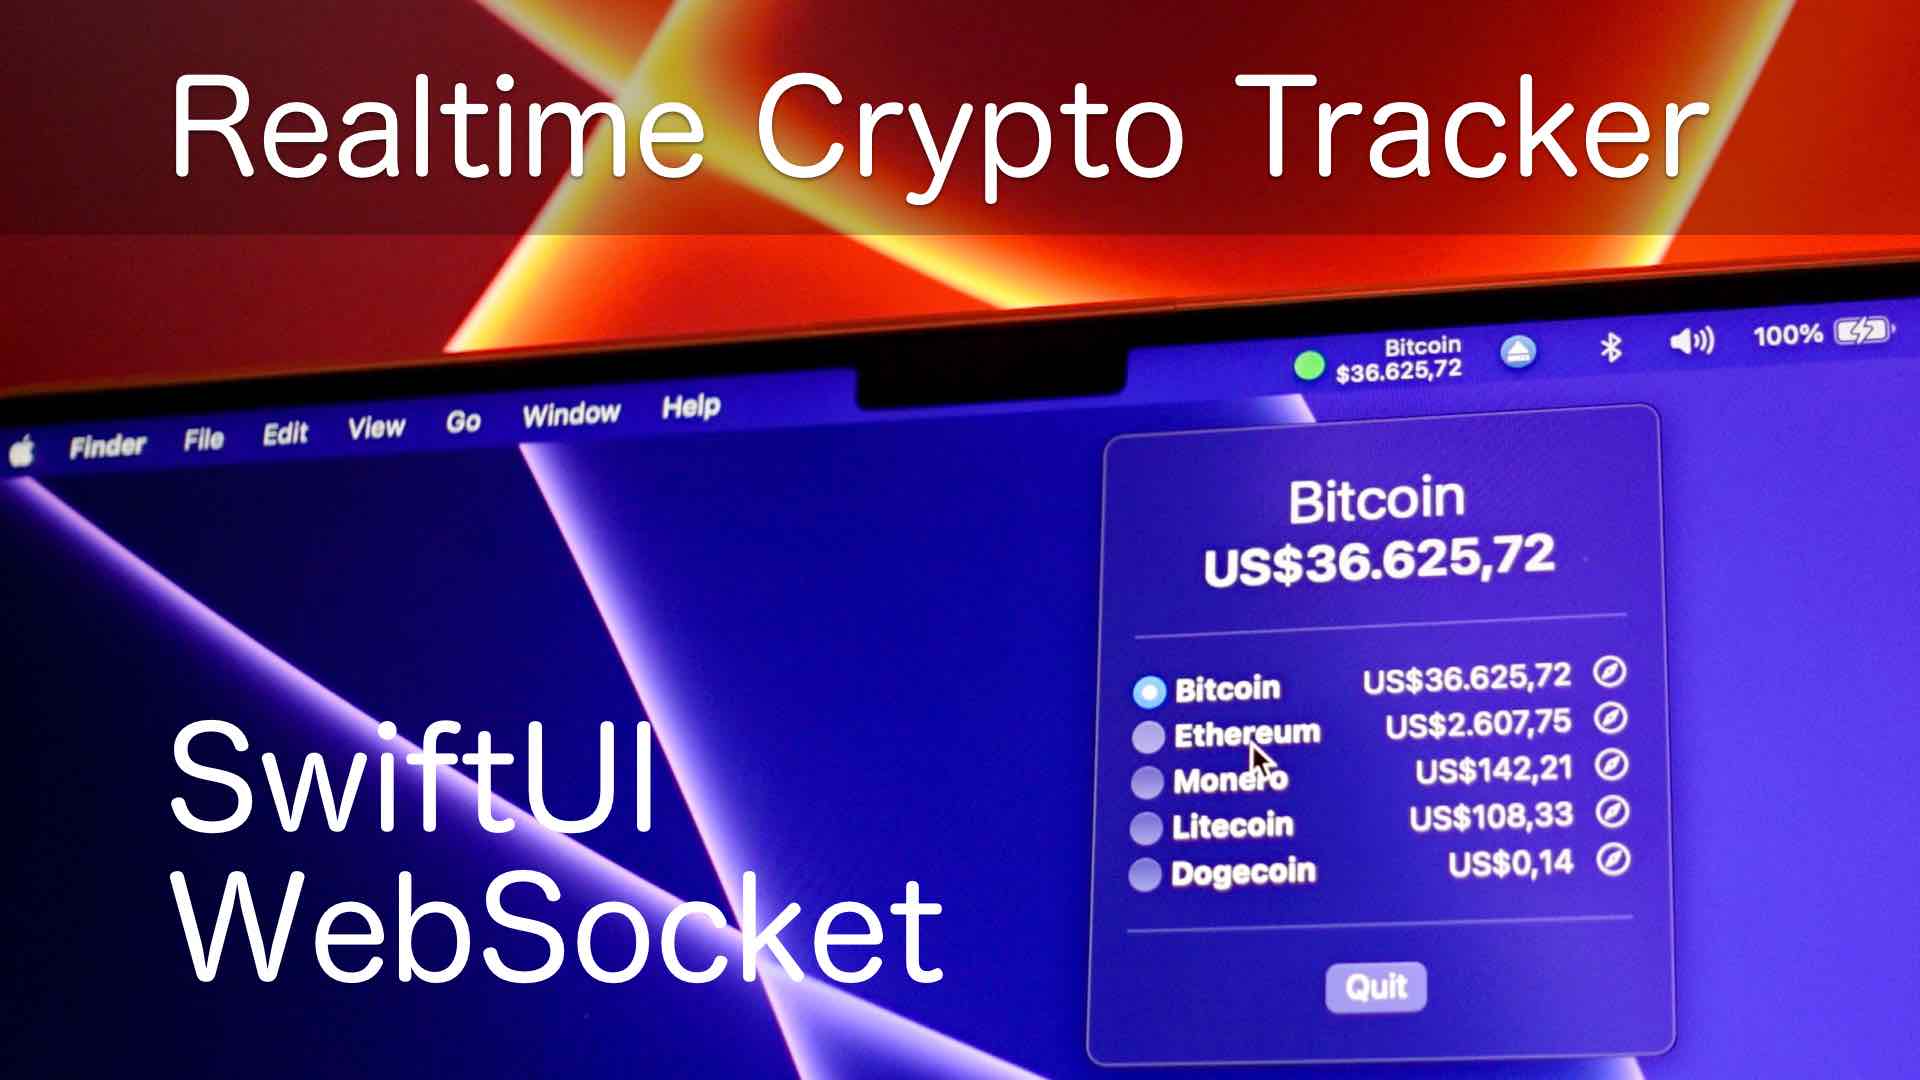 Realtime Crypto Tracker
Finder File Edit View Go Window Help
Bitcoin
$36.625,72
100%
Bitcoin
US$36.625,72
Bitcoin US$36.625,72
Ethereum US$2.607,75
Monero US$142,21
Litecoin US$108,33
Dogecoin US$0,14
Quit
SwiftUI
WebSocket